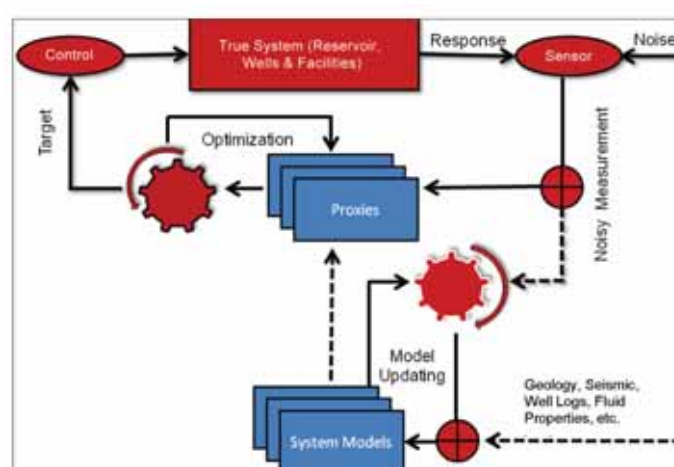 Control
True System (Reservoir,
Wells & Facilities)
Response
Sensor
Noise
Target
Optimization
Proxies
Noisy Measurement
Model
Updating
Geology, Seismic,
Well Logs, Fluid
Properties, etc.
System Models